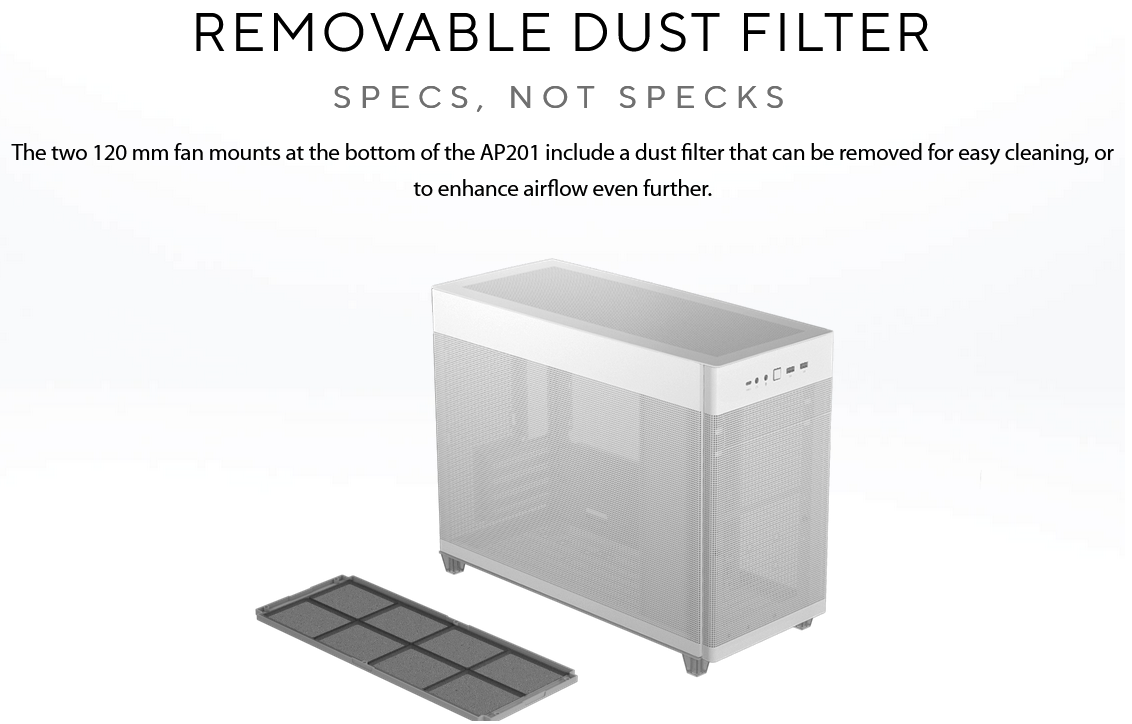 REMOVABLE DUST FILTER
SPECS, NOT SPECKS
The two 120 mm fan mounts at the bottom of the AP201 include a dust filter that can be removed for easy cleaning, or
to enhance airflow even further.